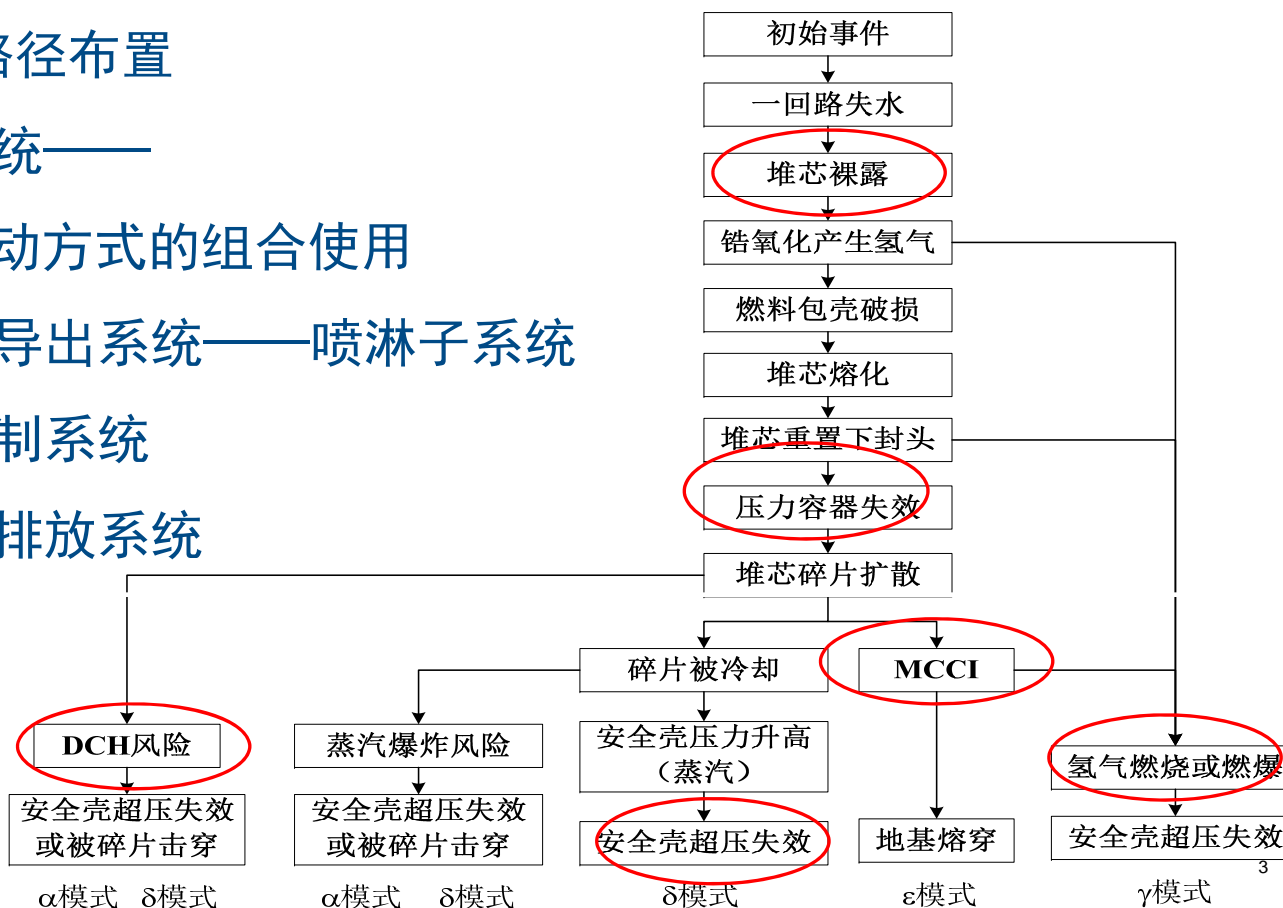 路径布置
统——
动方式的组合使用
导出系统——喷淋子系统
制系统
排放系统
初始事件
一回路失水
堆芯裸露
锆氧化产生氢气
燃料包壳破损
堆芯熔化
堆芯重置下封头
压力容器失效
堆芯碎片扩散
碎片被冷却
MCCI
DCH风险
蒸汽爆炸风险
安全壳压力升高
（蒸汽）
氢气燃烧或燃爆
安全壳超压失效
或被碎片击穿
安全壳超压失效
或被碎片击穿
安全壳超压失效
地基熔穿
安全壳超压失效
3
α模式 δ模式
α模式 δ模式
δ模式
ε模式
γ模式